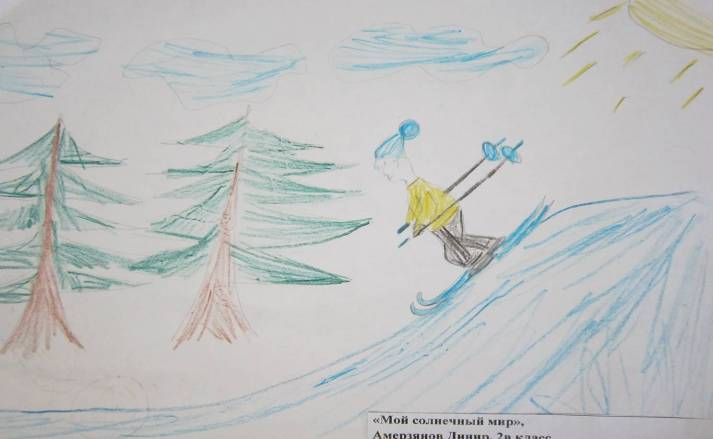 «Мой солнечный мир»,
Амерзянов Динир, 2в класс